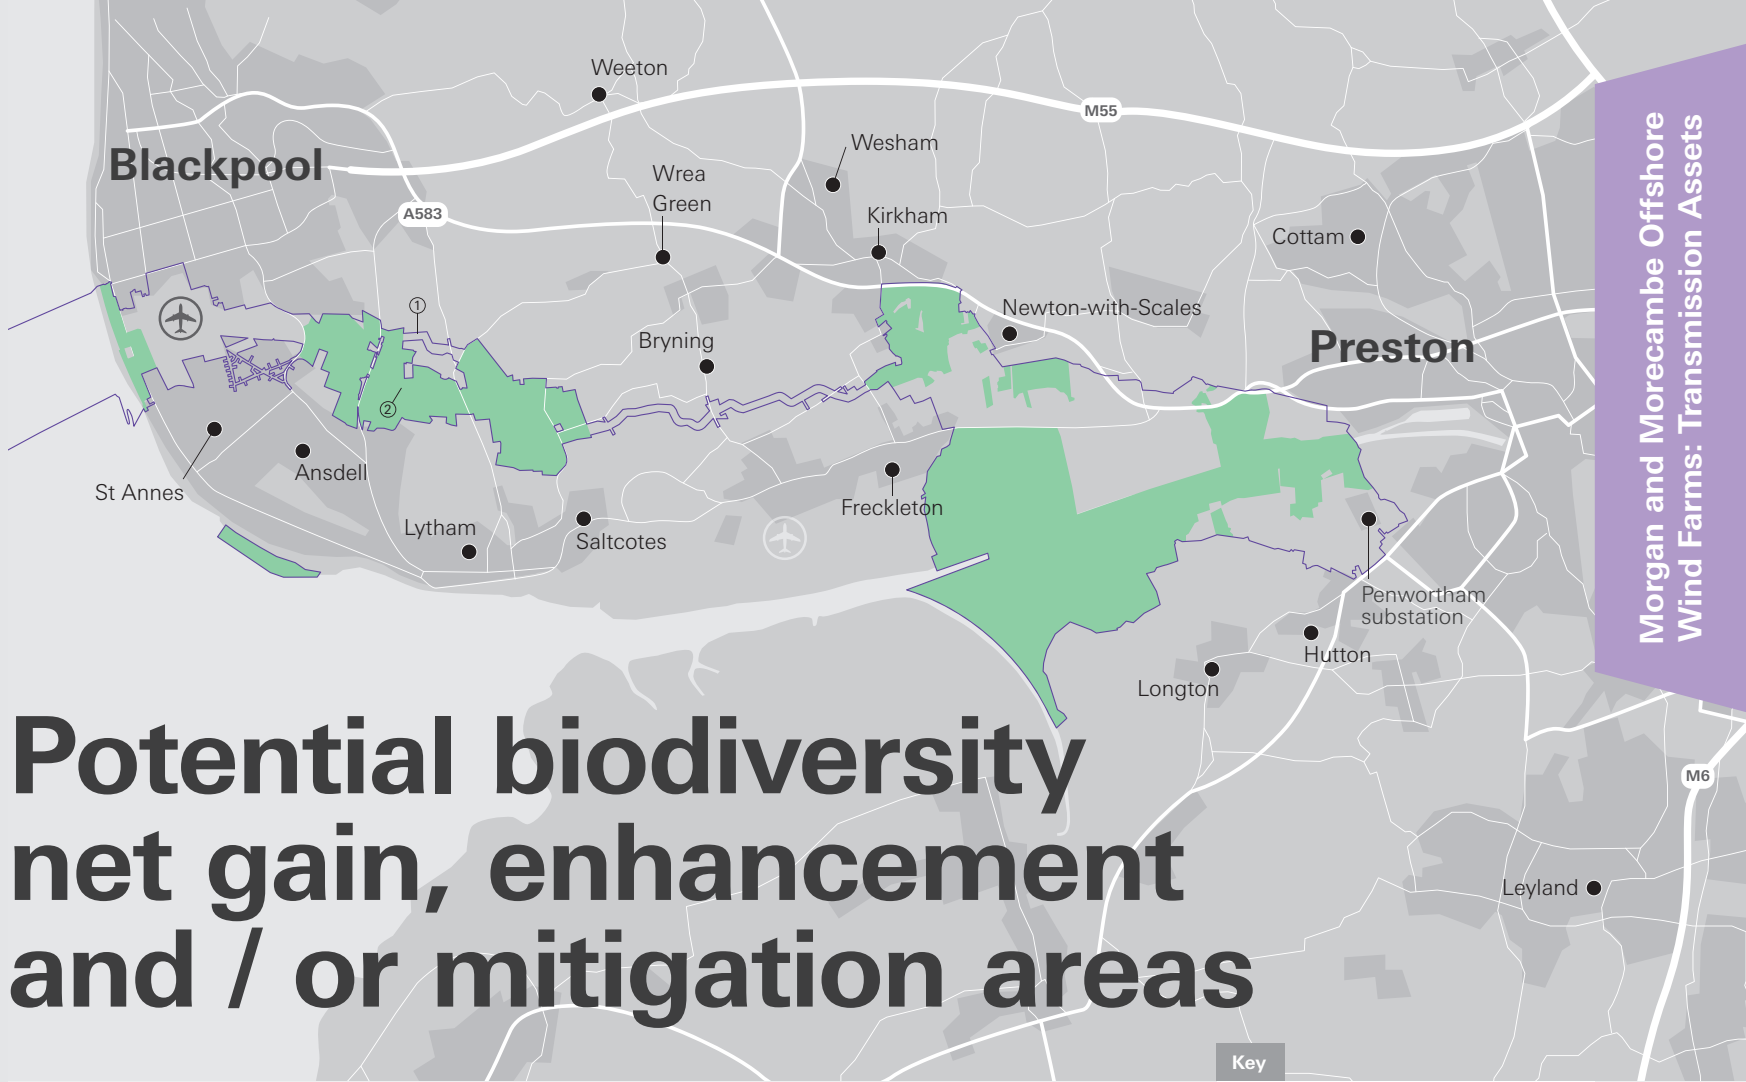 Weeton
M55
Wesham
Blackpool
Wrea
Green
A583
Kirkham
Cottam
1
Newton-with-Scales
Bryning
Preston
2
St Annes
Ansdell
Freckleton
Lytham
Saltcotes
Penwortham
substation
Hutton
Longton
Morgan and Morecambe Offshore
Wind Farms: Transmission Assets
Potential biodiversity
net gain, enhancement
and / or mitigation areas
M6
Leyland
Key